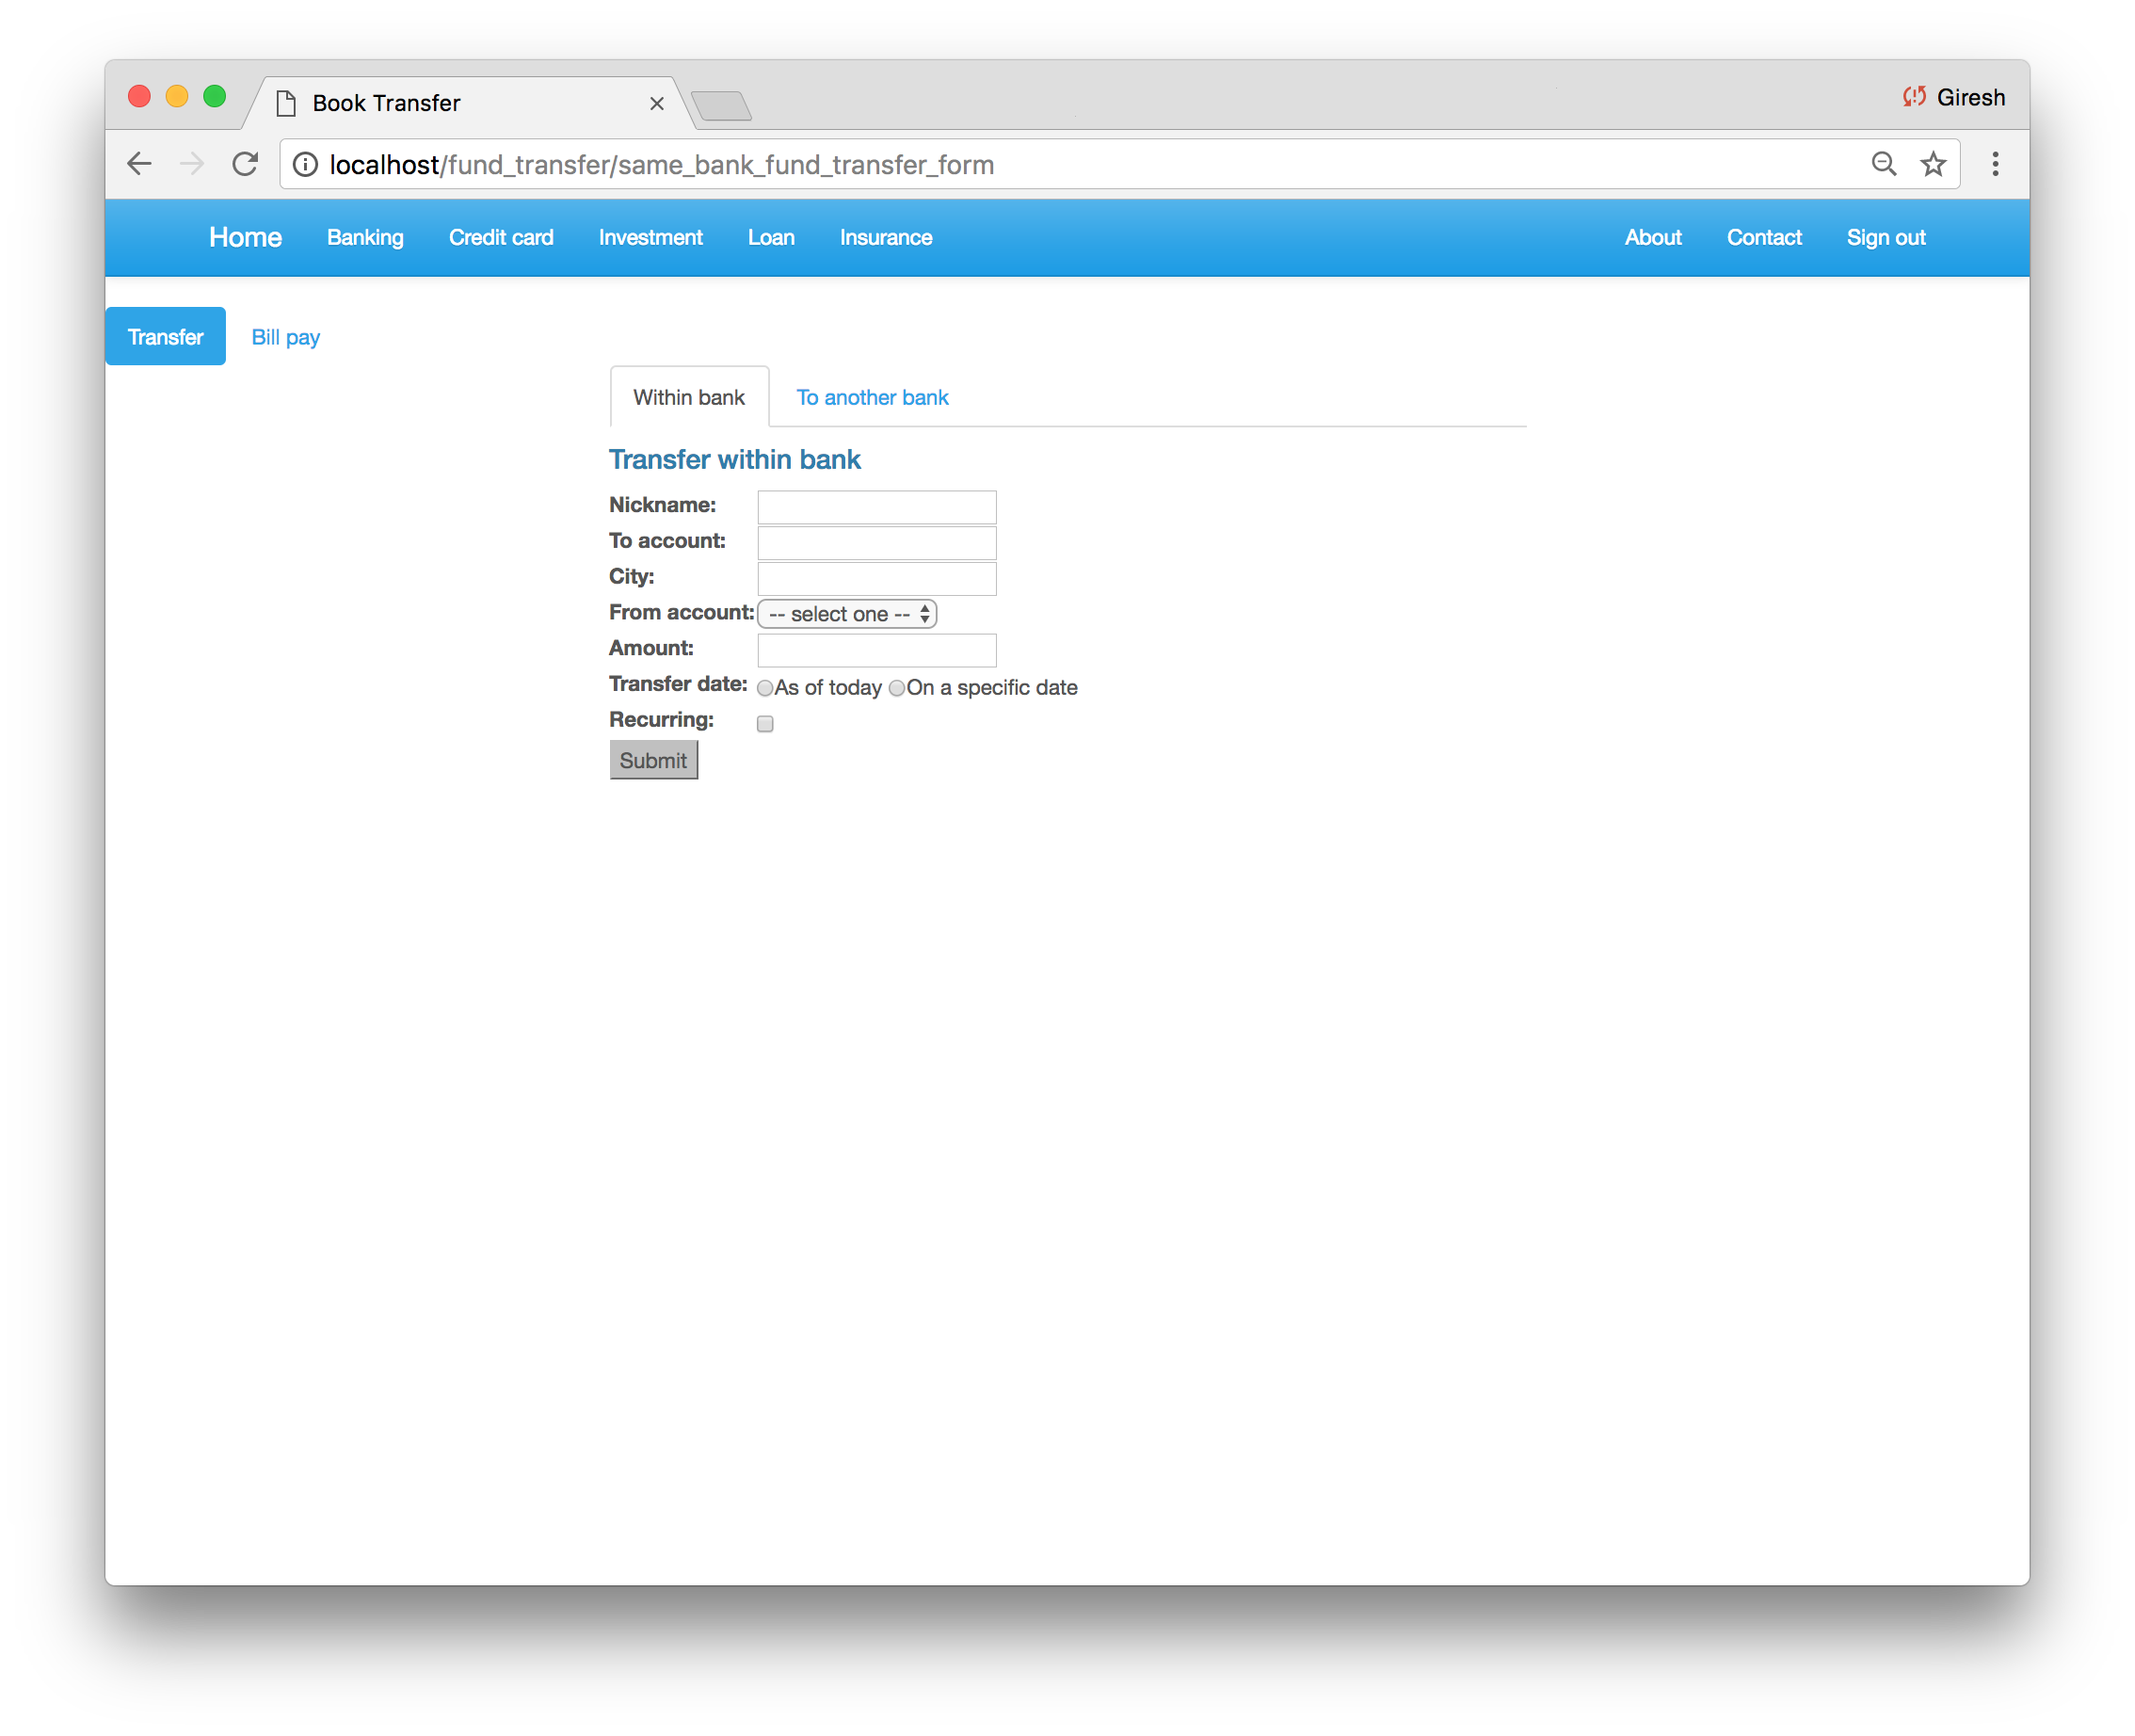 Book Transfer
Giresh
localhost/fund_transfer/same_bank_fund_transfer_form
Home Banking Credit card Investment Loan Insurance About Contact Sign out
Transfer Bill pay
Within bank To another bank
Transfer within bank
Nickname:
To account:
City:
From account: -- select one --
Amount:
Transfer date: As of today On a specific date
Recurring:
Submit